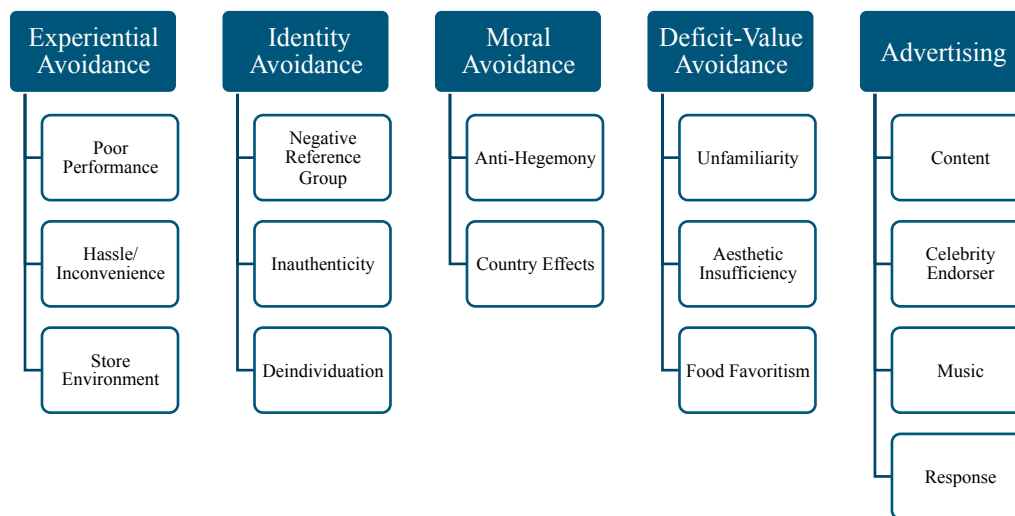 Experiential
Avoidance
Poor
Performance
Hassle/
Inconvenience
Store
Environment
Identity
Avoidance
Negative
Reference
Group
Inauthenticity
Deindividuation
Moral
Avoidance
Anti-Hegemony
Country Effects
Deficit-Value
Avoidance
Unfamiliarity
Aesthetic
Insufficiency
Food Favoritism
Advertising
Content
Celebrity
Endorser
Music
Response